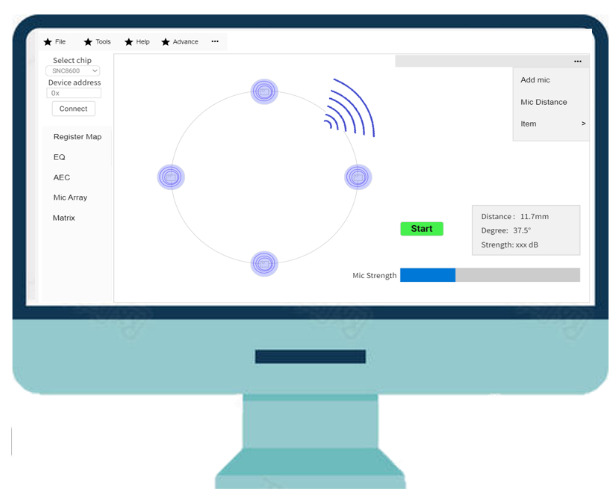 File Tools Help Advance ...
Select chip
SNC8600
Device address
0x
Connect
Register Map
EQ
AEC
Mic Array
Matrix
...
Add mic
Mic Distance
Item >
Start
Distance : 11.7mm
Degree: 37.5°
Strength: xxx dB
Mic Strength